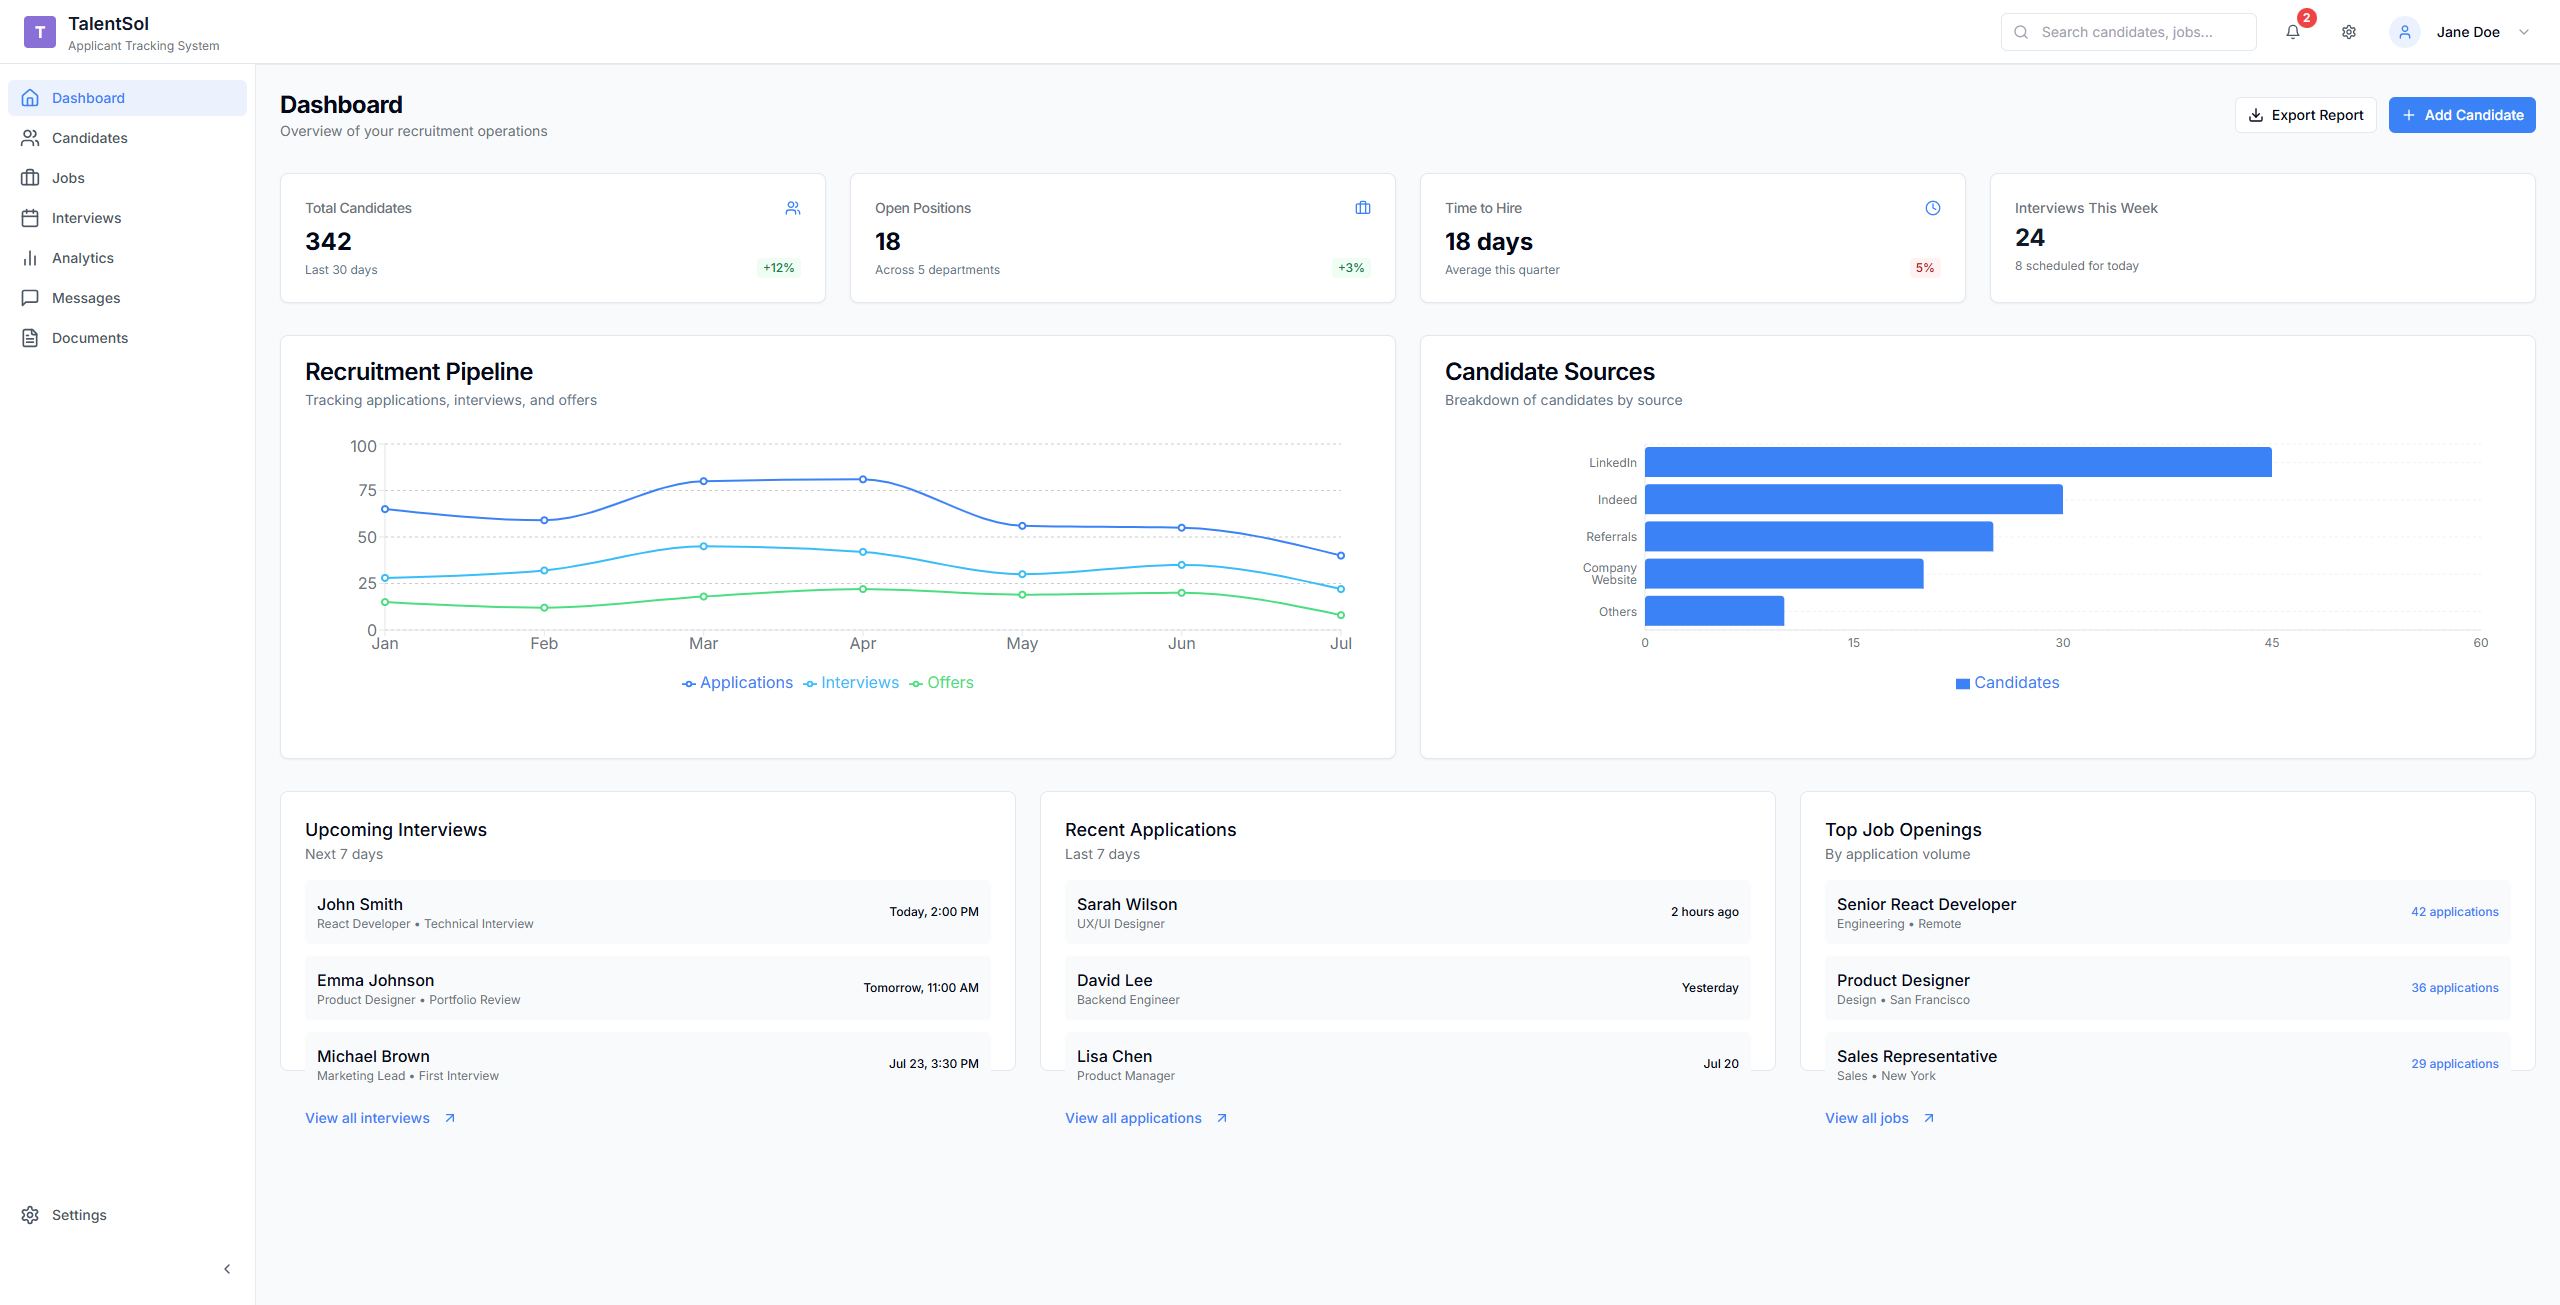 T
TalentSol
Applicant Tracking System
Search candidates, jobs...
2
Jane Doe
Dashboard
Candidates
Jobs
Interviews
Analytics
Messages
Documents
Settings
Dashboard
Overview of your recruitment operations
Export Report
Add Candidate
Total Candidates
342
Last 30 days
+12%
Open Positions
18
Across 5 departments
+3%
Time to Hire
18 days
Average this quarter
5%
Interviews This Week
24
8 scheduled for today
Recruitment Pipeline
Tracking applications, interviews, and offers
100
75
50
25
0
Jan Feb Mar Apr May Jun Jul
Applications Interviews Offers
Candidate Sources
Breakdown of candidates by source
LinkedIn
Indeed
Referrals
Company
Website
Others
0 15 30 45 60
Candidates
Upcoming Interviews
Next 7 days
John Smith
React Developer • Technical Interview
Today, 2:00 PM
Emma Johnson
Product Designer • Portfolio Review
Tomorrow, 11:00 AM
Michael Brown
Marketing Lead • First Interview
Jul 23, 3:30 PM
View all interviews
Recent Applications
Last 7 days
Sarah Wilson
UX/UI Designer
2 hours ago
David Lee
Backend Engineer
Yesterday
Lisa Chen
Product Manager
Jul 20
View all applications
Top Job Openings
By application volume
Senior React Developer
Engineering • Remote
42 applications
Product Designer
Design • San Francisco
36 applications
Sales Representative
Sales • New York
29 applications
View all jobs